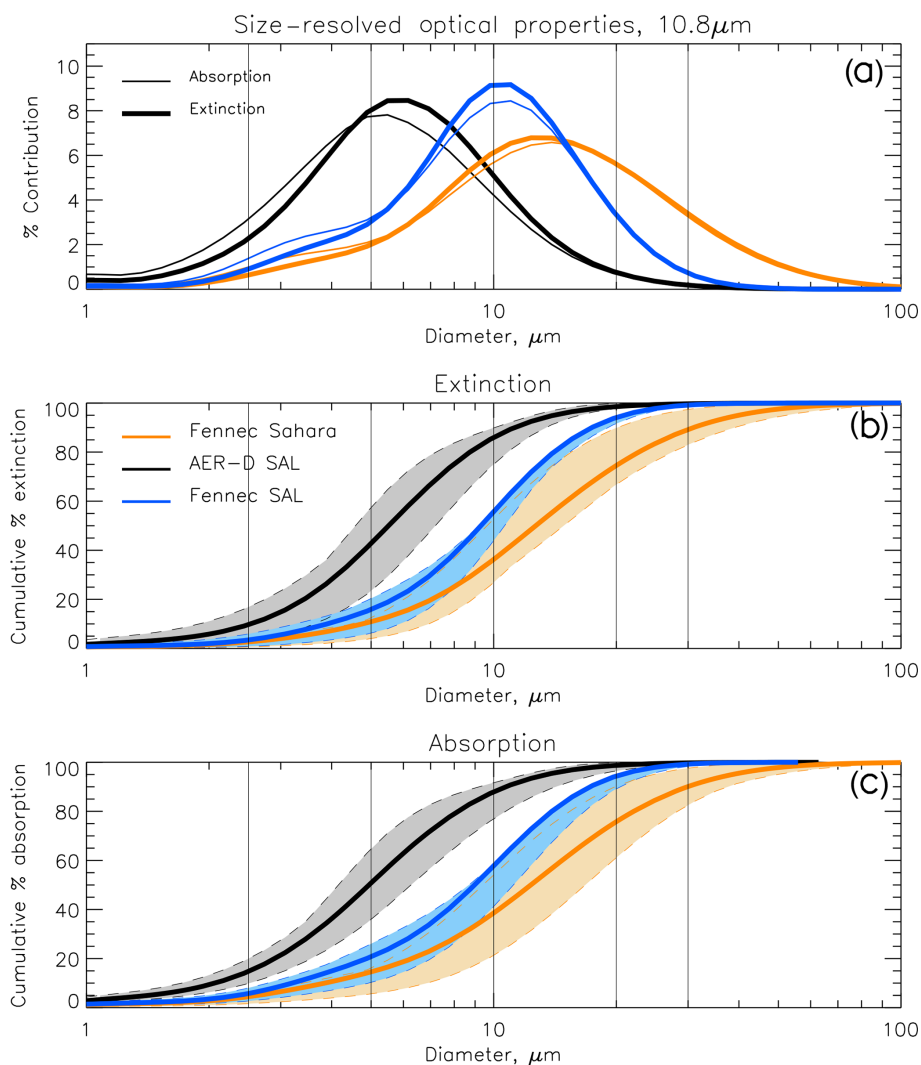 Size-resolved optical properties, 10.8μm
(a)
Absorption
Extinction
% Contribution
10
8
6
4
2
0
1
10
100
Diameter, μm
Extinction
(b)
Fennec Sahara
AER-D SAL
Fennec SAL
Cumulative % extinction
100
80
60
40
20
0
1
10
100
Diameter, μm
Absorption
(c)
Cumulative % absorption
100
80
60
40
20
0
1
10
100
Diameter, μm